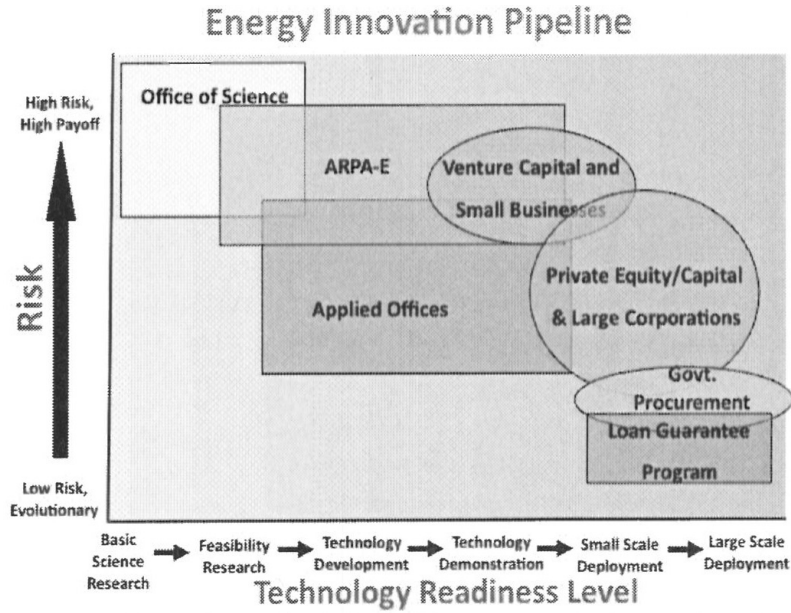 Energy Innovation Pipeline
High Risk,
High Payoff
Risk
Low Risk,
Evolutionary
Office of Science
ARPA-E
Venture Capital and
Small Businesses
Applied Offices
Private Equity/Capital
& Large Corporations
Govt.
Procurement
Loan Guarantee
Program
Basic
Science
Research
Feasibility
Research
Technology
Development
Technology
Demonstration
Small Scale
Deployment
Large Scale
Deployment
Technology Readiness Level